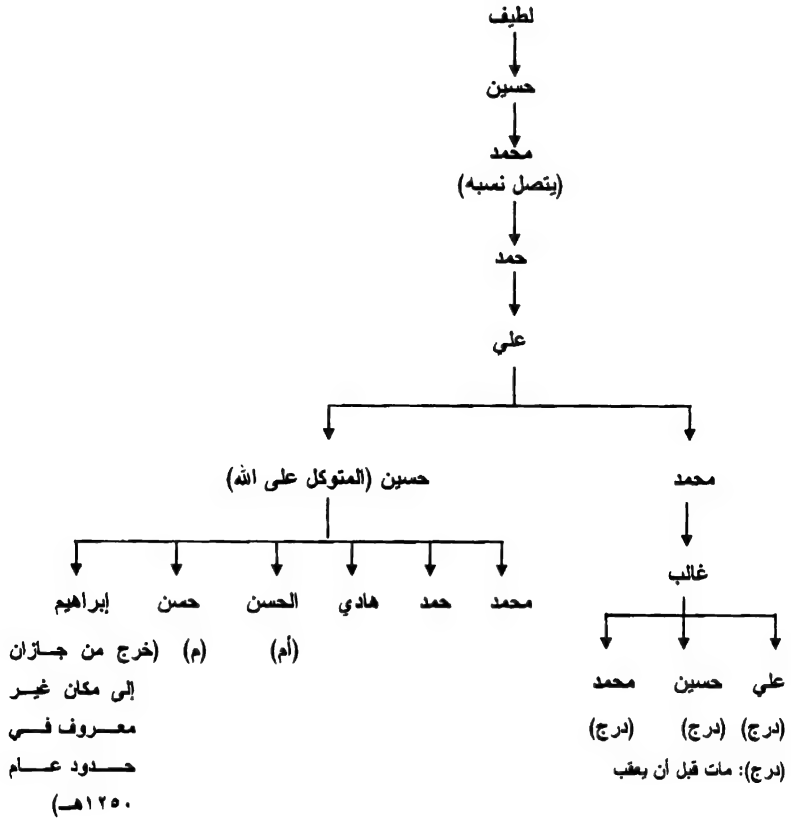 لطيف
حسين
محمد
(يتصل نسبه)
حمد
علي
محمد
حسين (المتوكل على الله)
غالب
علي
حسين
محمد
(درج)
(درج)
(درج)
(درج): مات قبل أن يعقب
محمد
حمد
هادي
الحسن
حسن
إبراهيم
(أم)
(م)
(خرج من جازان
إلى مكان غير
معروف في
حدود عام
١٢٥٠هـ)